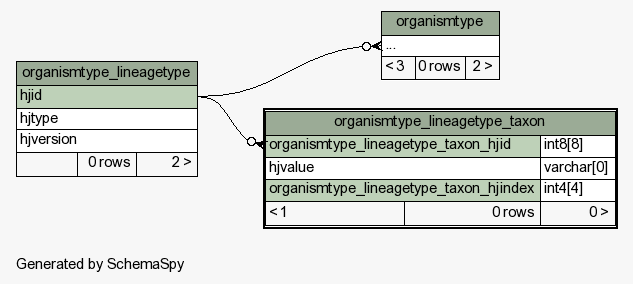 organismtype
...
< 3 0 rows 2 >
organismtype_lineagetype
hjid
hjtype
hjversion
0 rows 2 >
organismtype_lineagetype_taxon
organismtype_lineagetype_taxon_hjid int8[8]
hjvalue varchar[0]
organismtype_lineagetype_taxon_hjindex int4[4]
< 1 0 rows 0 >
Generated by SchemaSpy